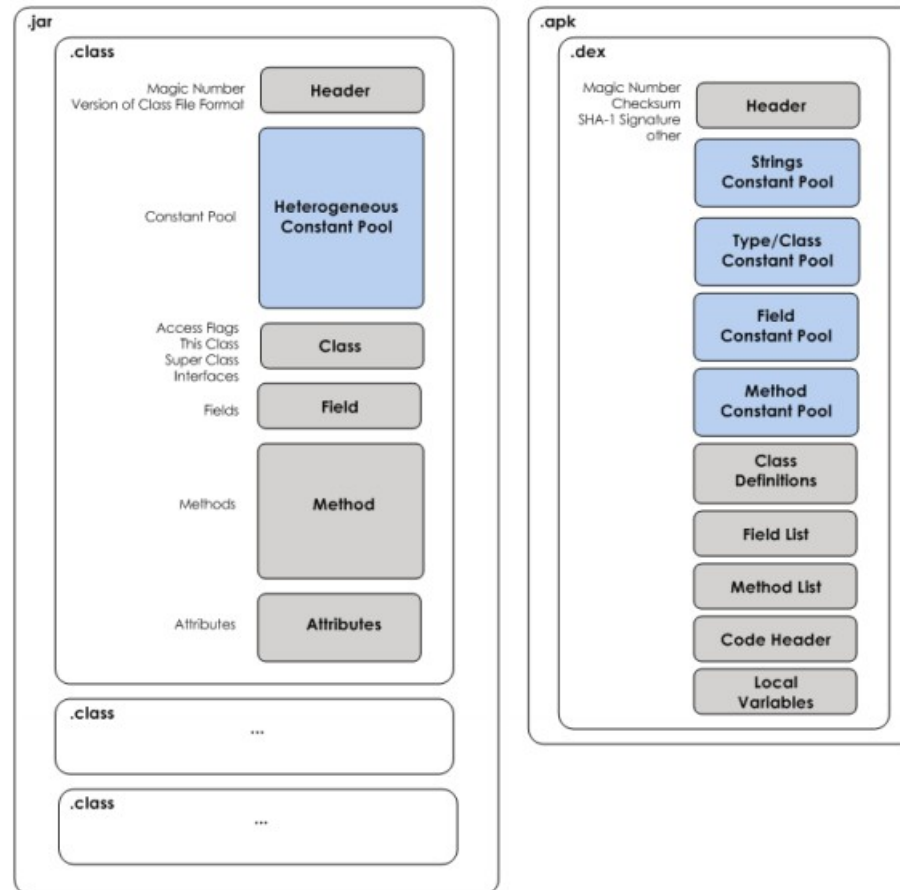 .jar
.class
Magic Number
Version of Class File Format
Header
Constant Pool
Heterogeneous
Constant Pool
Access Flags
This Class
Super Class
Interfaces
Class
Fields
Field
Methods
Method
Attributes
Attributes
.class
...
.class
...
.apk
.dex
Magic Number
Checksum
SHA-1 Signature
other
Header
Strings
Constant Pool
Type/Class
Constant Pool
Field
Constant Pool
Method
Constant Pool
Class
Definitions
Field List
Method List
Code Header
Local
Variables